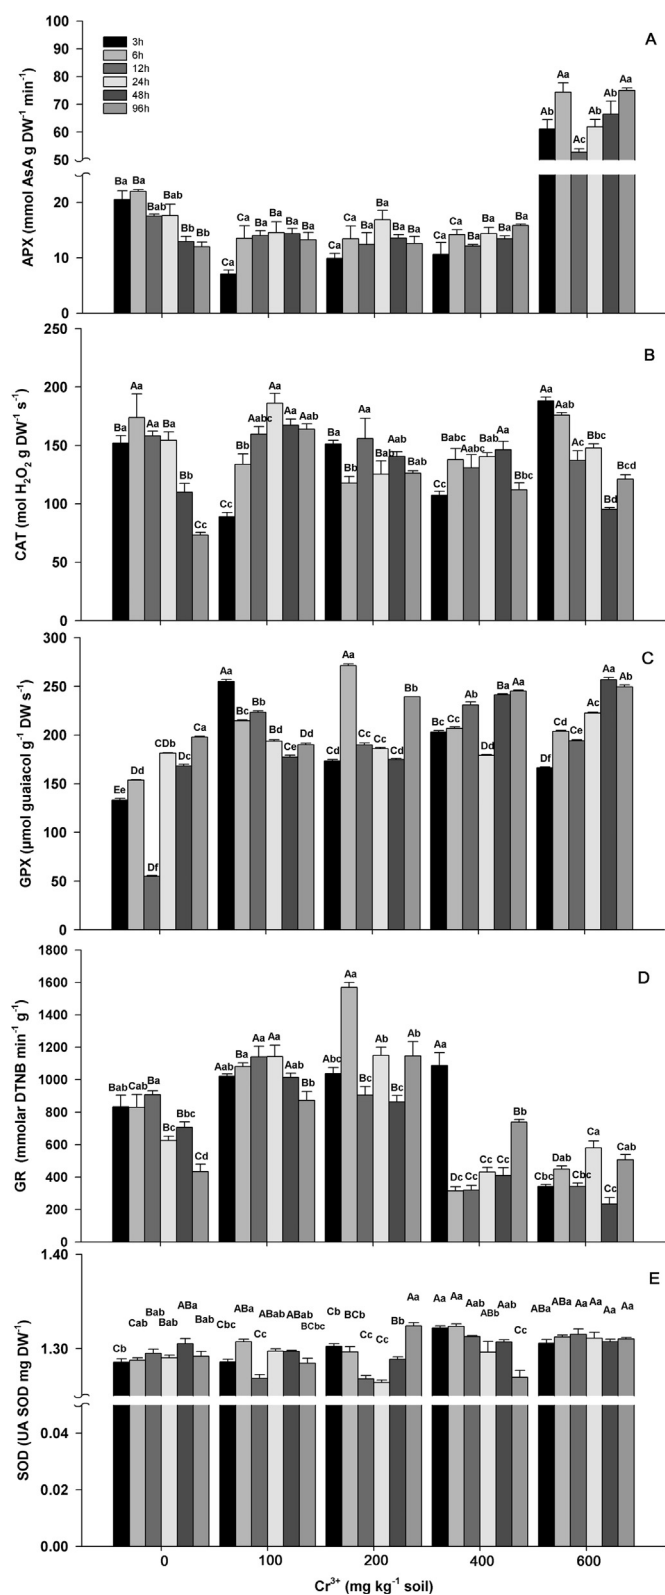 A
3h
6h
12h
24h
48h
96h
APX (mmol AsA g DW⁻¹ min⁻¹)
100
90
80
70
60
50
20
10
0
Ba Ba Bab Bab Bb Bb
Ca Ca Ba Ba Ba Ba
Ca Ca Ba Ba Ba Ba
Ca Ca Ba Ba Ba Ba
Ab Aa Ac Ab Ab Aa
B
CAT (mol H₂O₂ g DW⁻¹ s⁻¹)
250
200
150
100
50
0
Ba Aa Aa Ba Bb Cc
Cc Bb Aabc Aa Aa Aab
Ba Bb Aa Bab Aab Bab
Cc Babc Aabc Bab Aa Bbc
Aa Aab Ac Bbc Bd Bcd
C
GPX (µmol guaiacol g⁻¹ DW s⁻¹)
300
250
200
150
100
50
0
Ee Dd Df CDb Dc Ca
Aa Bc Bb Bd Ce Dd
Cd Aa Cc Cc Cd Bb
Bc Cc Ab Dd Ba Aa
Df Cd Ce Ac Aa Ab
D
GR (mmolar DTNB min⁻¹ g⁻¹)
1800
1600
1400
1200
1000
800
600
400
200
0
Bab Cab Ba Bc Bbc Cd
Aab Ba Aa Aa Aab Bb
Abc Aa Bc Ab Bc Ab
Aa Dc Cc Cc Cc Bb
Cbc Dab Cbc Ca Cc Cab
E
SOD (UA SOD mg DW⁻¹)
1.40
1.30
0.04
0.02
0.00
Cb Cab Bab Bab ABa Bab
Cbc ABa Cc ABab ABab BCbc
Cb BCb Cc Cc Bb Aa
Aa Aa Aab ABb Aab Cc
ABa ABa Aa Aa Aa Aa
0 100 200 400 600
Cr³⁺ (mg kg⁻¹ soil)